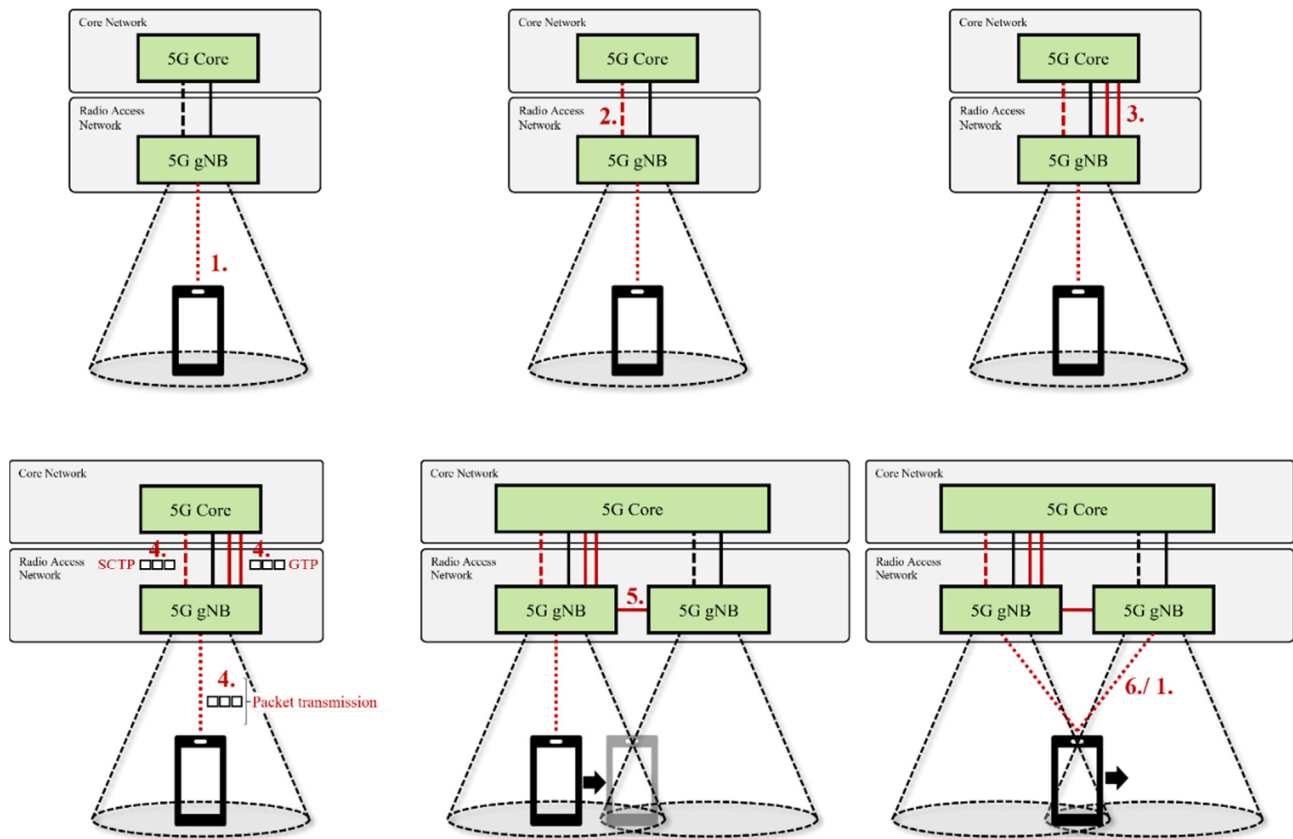 Core Network
5G Core
Radio Access
Network
5G gNB
1.
Core Network
5G Core
Radio Access
Network
2.
5G gNB
Core Network
5G Core
Radio Access
Network
3.
5G gNB
Core Network
5G Core
Radio Access
Network
4.
4.
SCTP
GTP
5G gNB
4.
Packet transmission
Core Network
5G Core
Radio Access
Network
5G gNB
5.
5G gNB
Core Network
5G Core
Radio Access
Network
5G gNB
5G gNB
6./ 1.